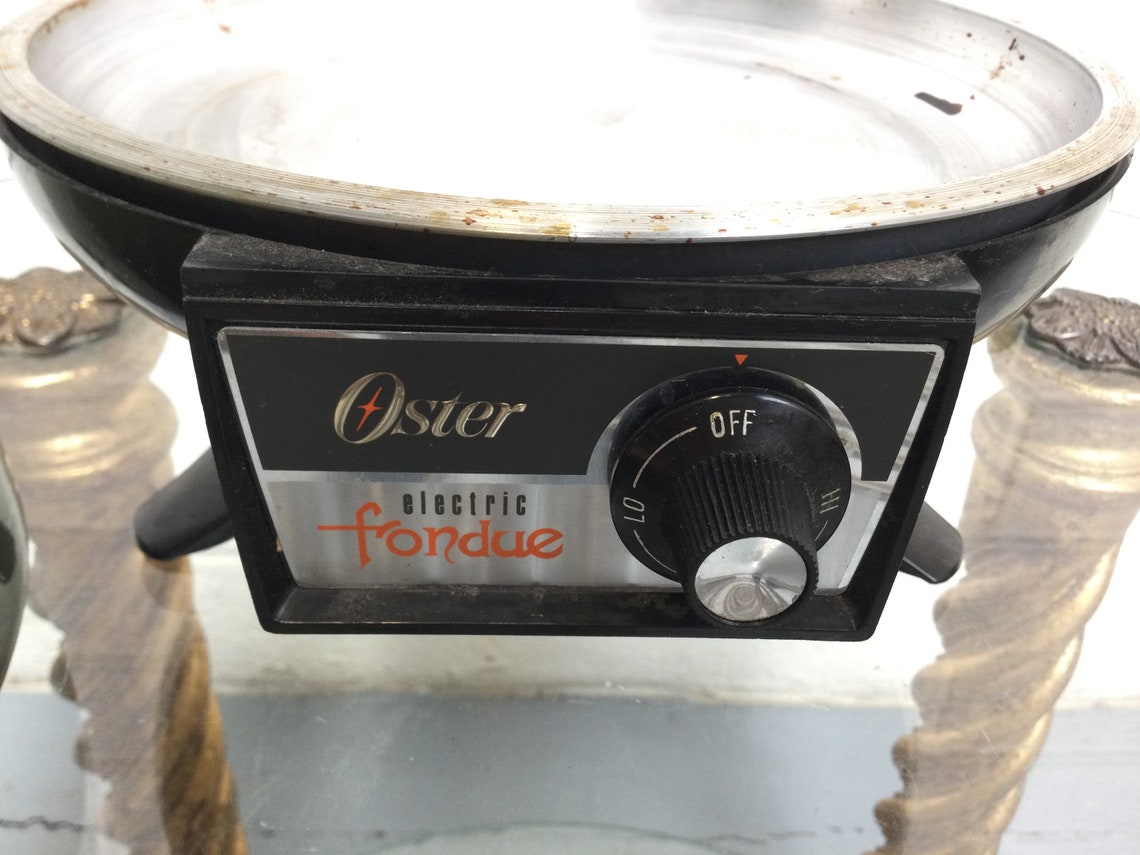 Oster
electric
fondue
OFF
LO
HI